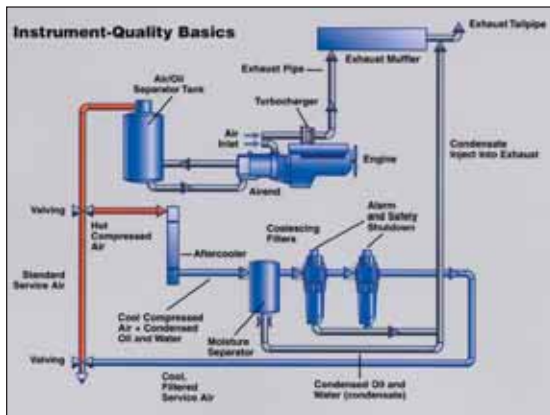 Instrument-Quality Basics
Exhaust Tailpipe
Exhaust Muffler
Exhaust Pipe
Air/Oil
Separator Tank
Turbocharger
Air
Inlet
Condensate
Inject Into Exhaust
Engine
Airend
Valving
Hot
Compressed
Air
Aftercooler
Coalescing
Filters
Alarm
and Safety
Shutdown
Standard
Service Air
Cool Compressed
Air + Condensed
Oil and Water
Moisture
Separator
Valving
Cool,
Filtered
Service Air
Condensed Oil and
Water (condensate)